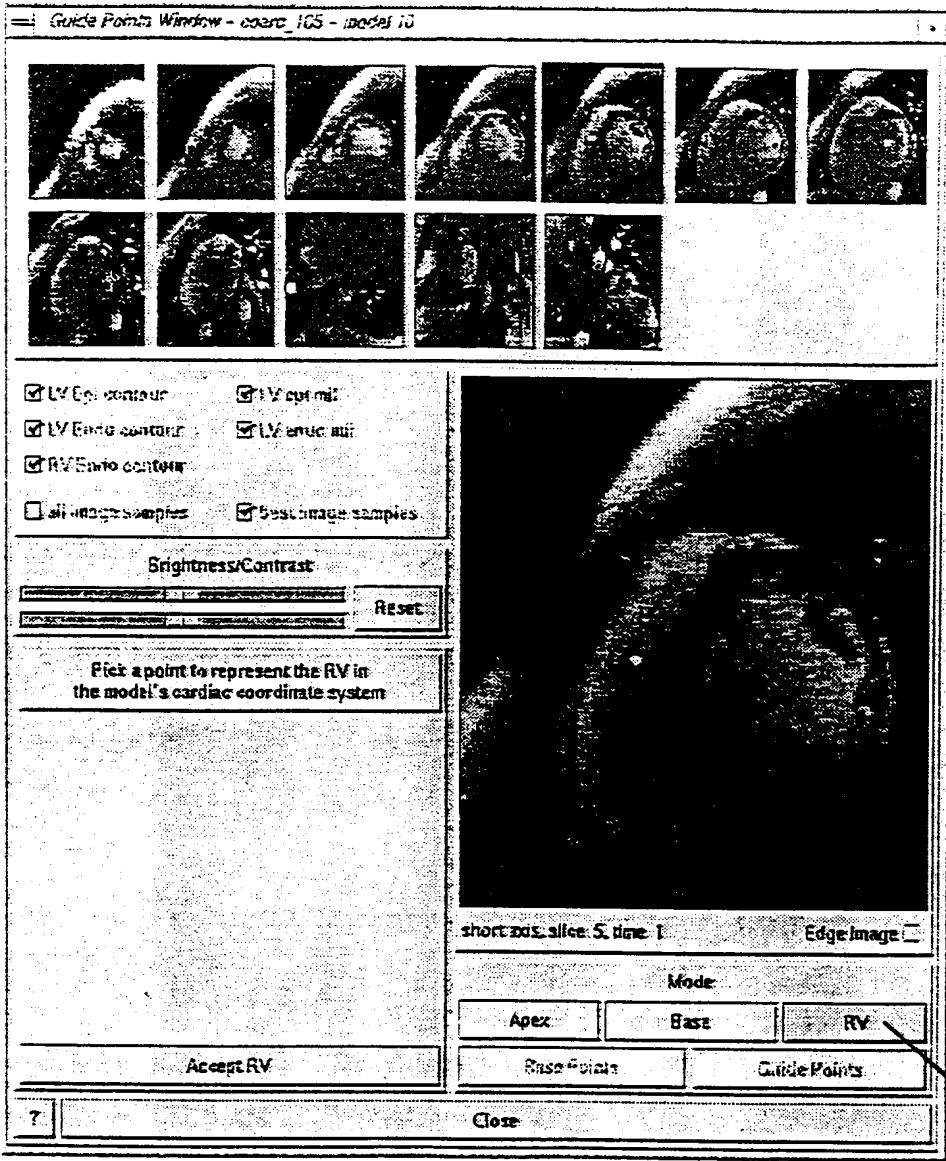 Guide Points Window - coarc_105 - model 10
LV Epi contour
LV epi mil
LV Endo contour
LV endo mil
RV Endo contour
all image samples
5est image samples
Brightness/Contrast
Reset
Pick a point to represent the RV in
the model's cardiac coordinate system
short axis, slice: 5, time: 1
Edge Image
Mode
Apex
Base
RV
Accept RV
Base Points
Guide Points
?
Close